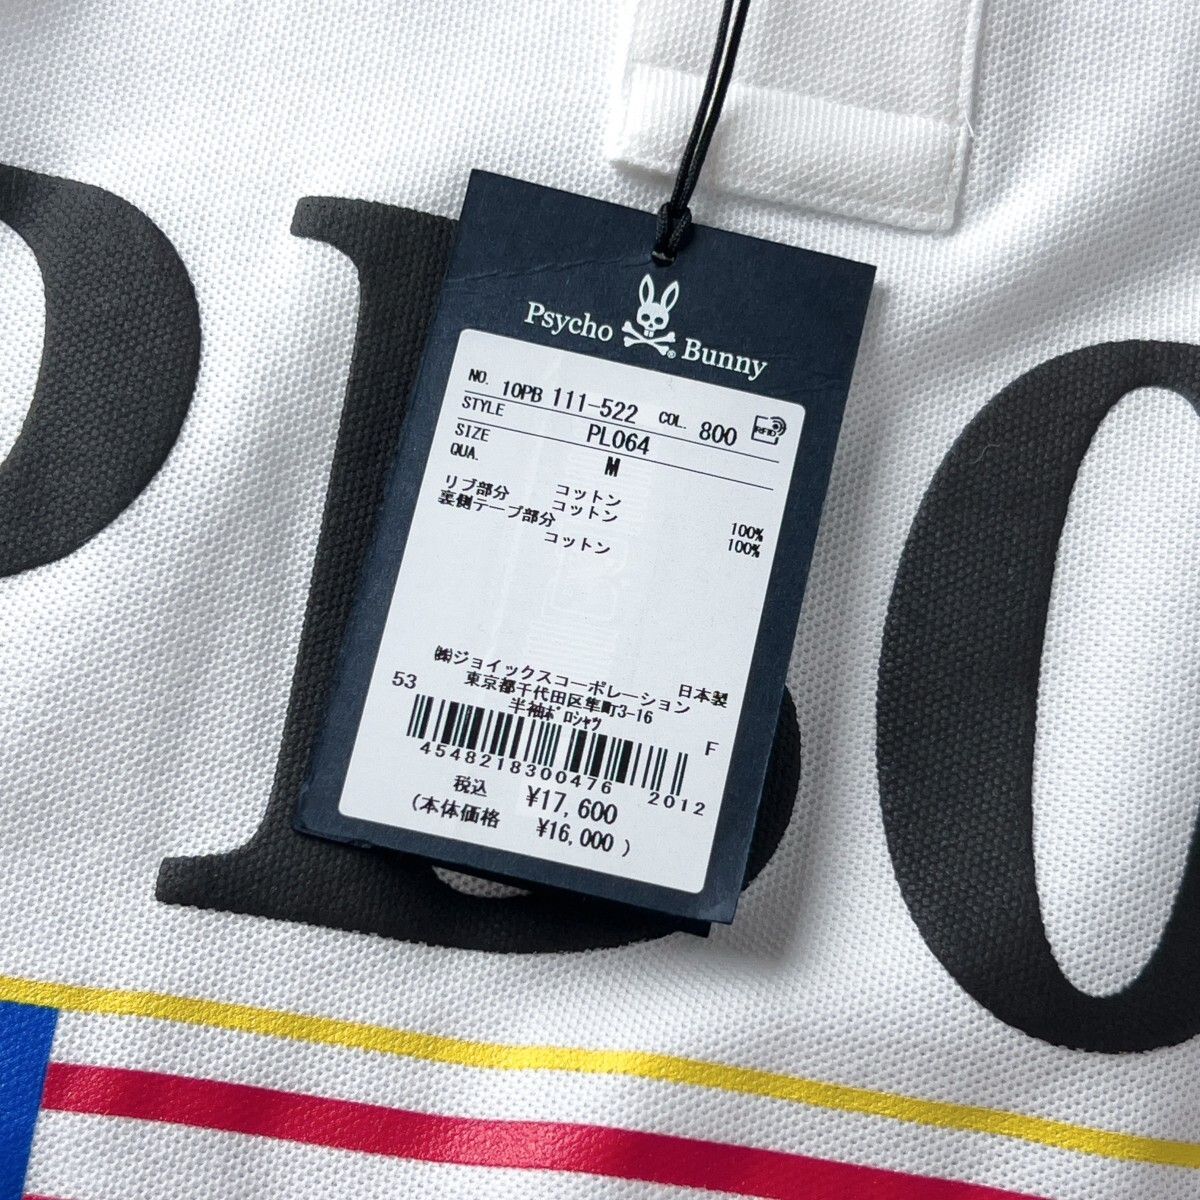 PBO
Psycho Bunny
NO. 10PB 111-522 COL. 800 RFID
STYLE PL064
SIZE M
QUA.
コットン
リブ部分 コットン 100%
裏側テープ部分 100%
コットン
㈱ジョイックスコーポレーション 日本製
東京都千代田区隼町3-16
53 半袖ポロシャツ F
4548218300476 2012
税込 ¥17,600
(本体価格 ¥16,000 )